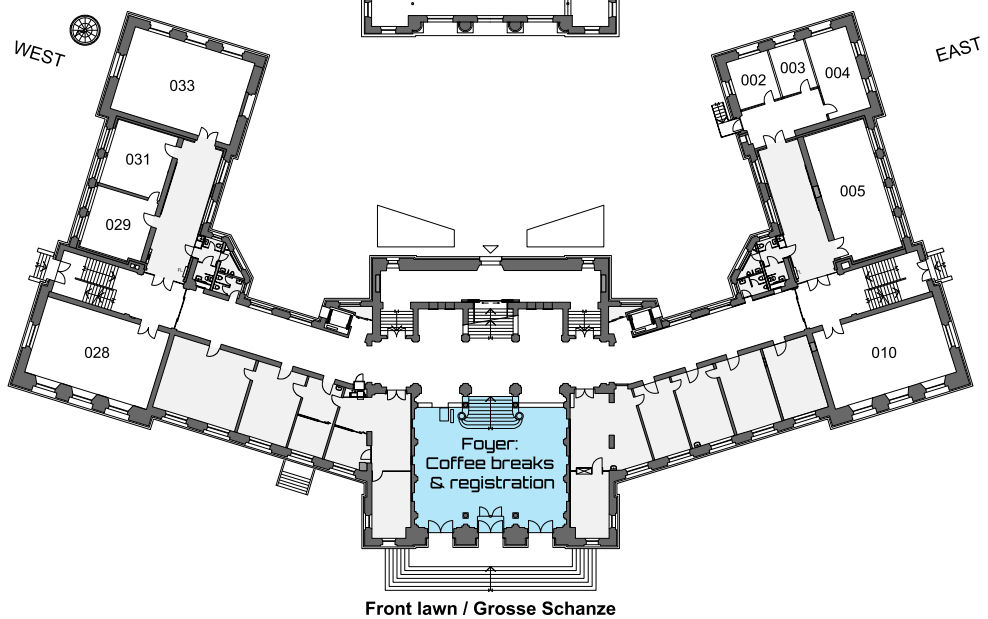 WEST
EAST
033
002
003
004
031
005
029
028
010
Foyer:
Coffee breaks
& registration
Front lawn / Grosse Schanze